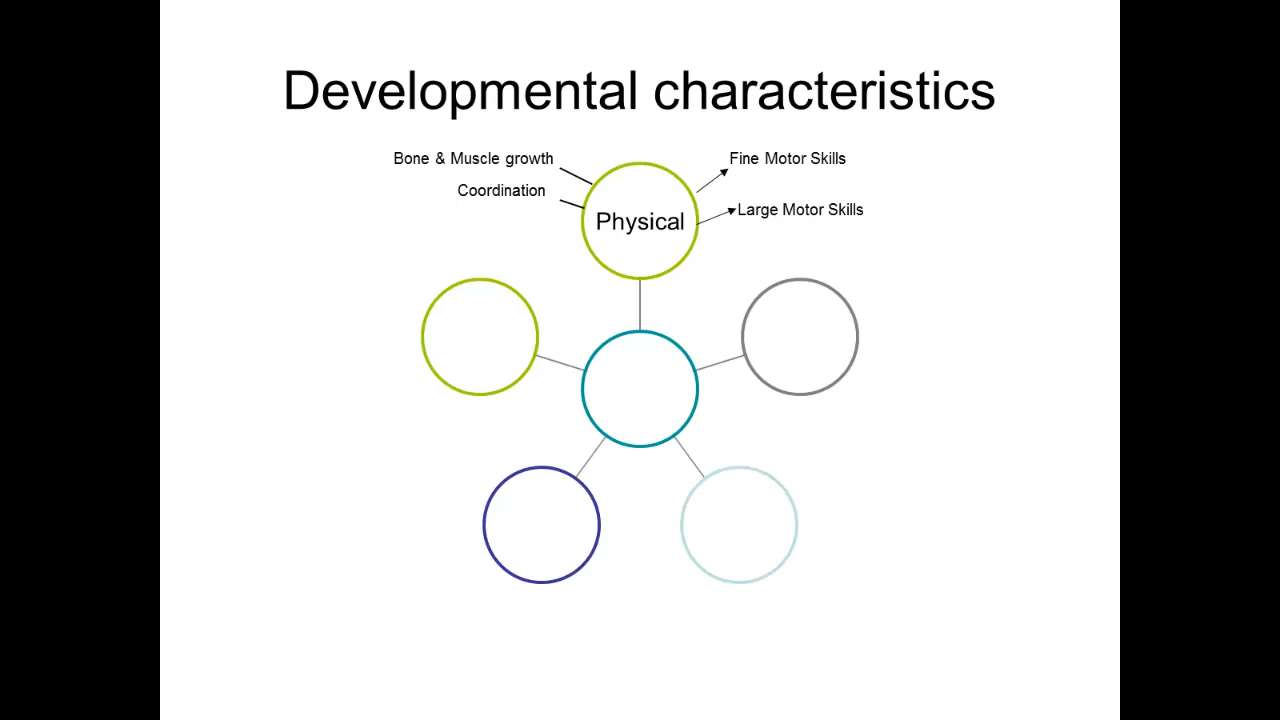 Developmental characteristics
Bone & Muscle growth
Fine Motor Skills
Coordination
Large Motor Skills
Physical